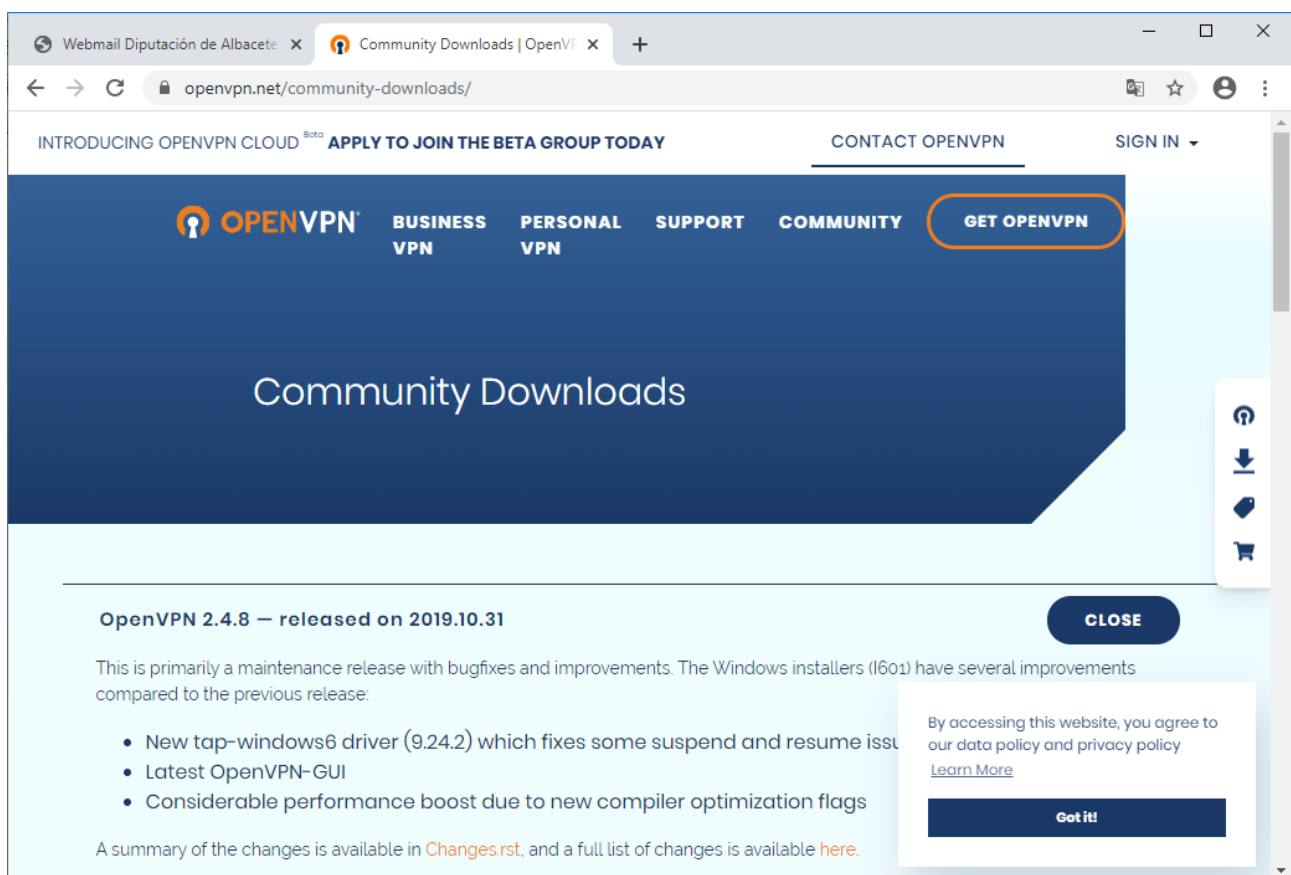 Webmail Diputación de Albacete
Community Downloads | OpenVP
openvpn.net/community-downloads/
INTRODUCING OPENVPN CLOUD Beta APPLY TO JOIN THE BETA GROUP TODAY
CONTACT OPENVPN
SIGN IN
OPENVPN
BUSINESS
VPN
PERSONAL
VPN
SUPPORT
COMMUNITY
GET OPENVPN
Community Downloads
OpenVPN 2.4.8 — released on 2019.10.31
CLOSE
This is primarily a maintenance release with bugfixes and improvements. The Windows installers (I601) have several improvements
compared to the previous release:
• New tap-windows6 driver (9.24.2) which fixes some suspend and resume issu
• Latest OpenVPN-GUI
• Considerable performance boost due to new compiler optimization flags
A summary of the changes is available in Changes.rst, and a full list of changes is available here.
By accessing this website, you agree to
our data policy and privacy policy
Learn More
Got it!